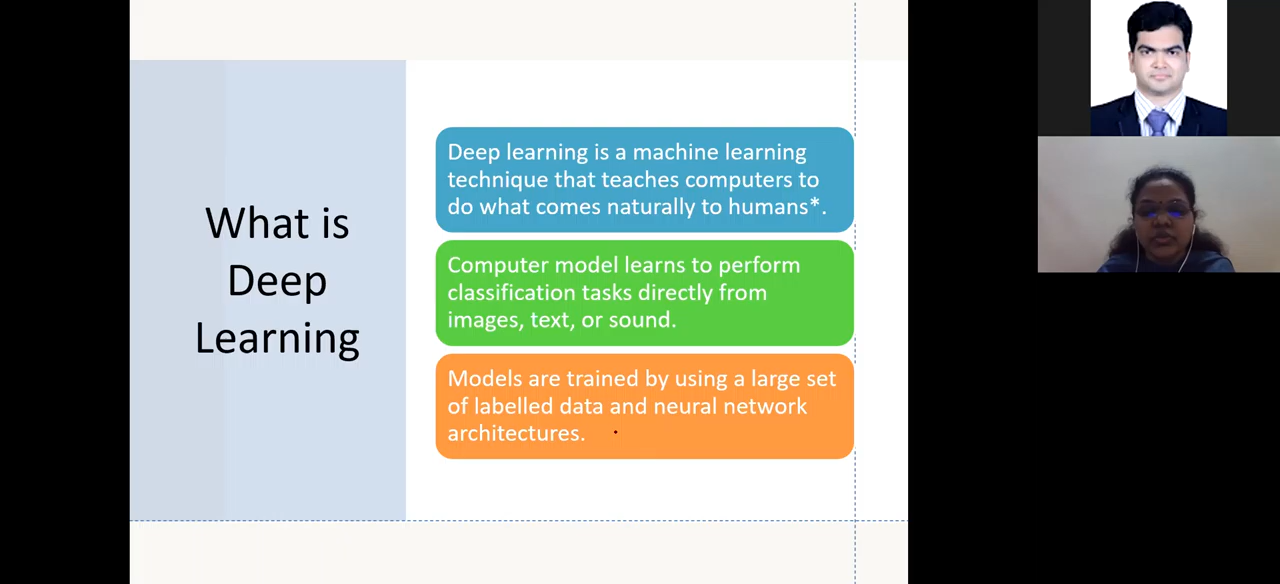 What is
Deep
Learning
Deep learning is a machine learning
technique that teaches computers to
do what comes naturally to humans*.
Computer model learns to perform
classification tasks directly from
images, text, or sound.
Models are trained by using a large set
of labelled data and neural network
architectures.